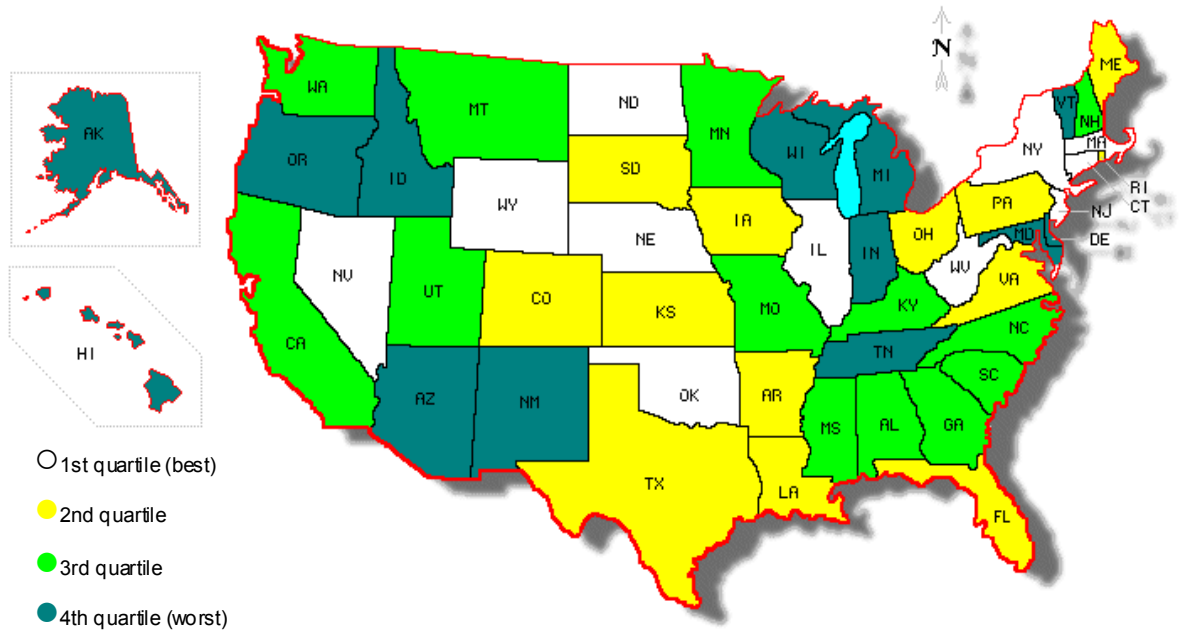 N
AK
HI
WA
MT
ND
MN
ME
VT
NH
OR
ID
SD
WI
MI
NY
MA
RI
CT
WY
IA
PA
NJ
NE
IL
IN
OH
MD
DE
NV
UT
CO
KS
MO
KY
WV
VA
CA
AZ
NM
OK
AR
TN
NC
SC
MS
AL
GA
TX
LA
FL
1st quartile (best)
2nd quartile
3rd quartile
4th quartile (worst)